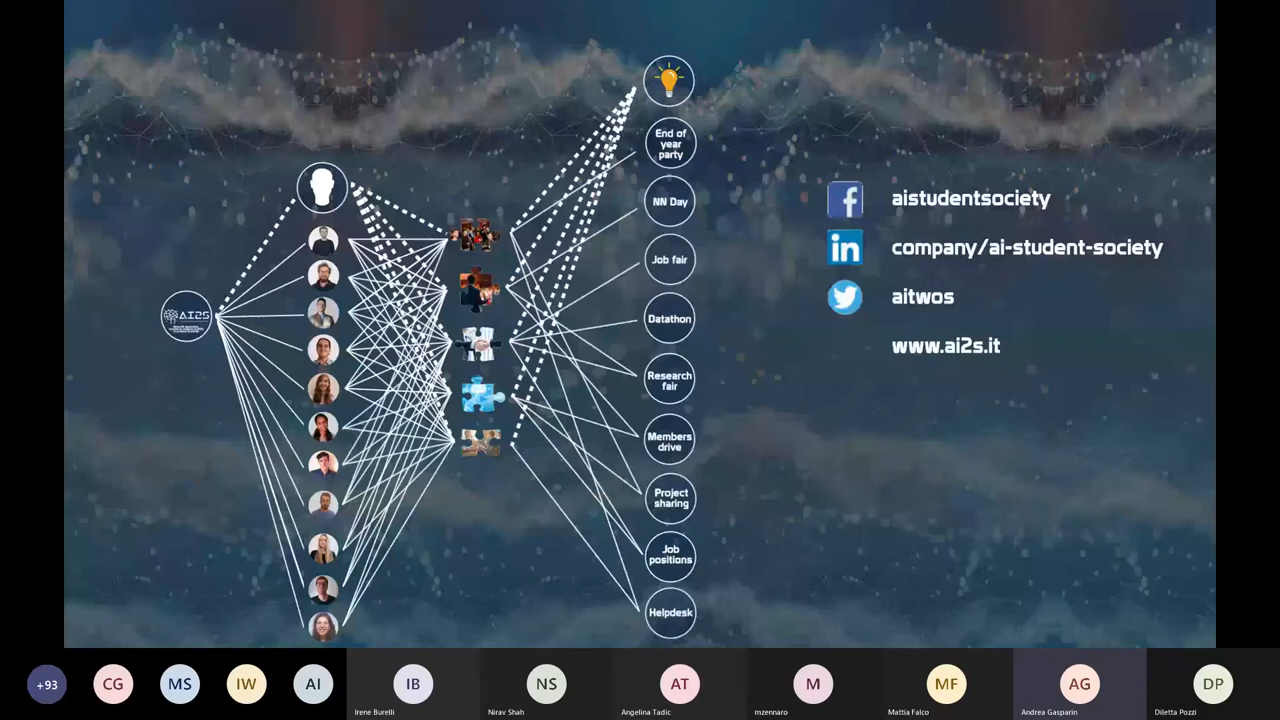 End of
year
party
NN Day
Job fair
Datathon
Research
fair
Members
drive
Project
sharing
Job
positions
Helpdesk
AI2S
aistudentsociety
in
company/ai-student-society
aitwos
www.ai2s.it
+93
CG
MS
IW
AI
IB
NS
AT
M
MF
AG
DP
Irene Burelli
Nirav Shah
Angelina Tadic
mzennaro
Mattia Falco
Andrea Gasparin
Diletta Pozzi